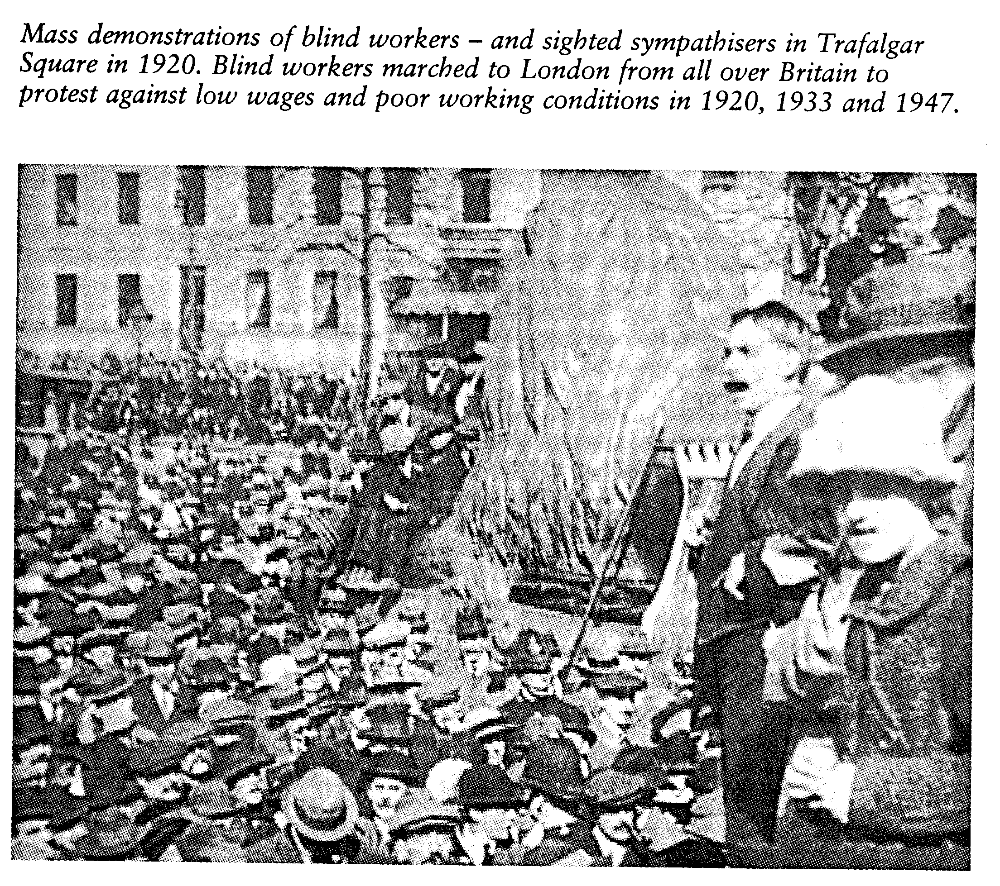 Mass demonstrations of blind workers – and sighted sympathisers in Trafalgar
Square in 1920. Blind workers marched to London from all over Britain to
protest against low wages and poor working conditions in 1920, 1933 and 1947.